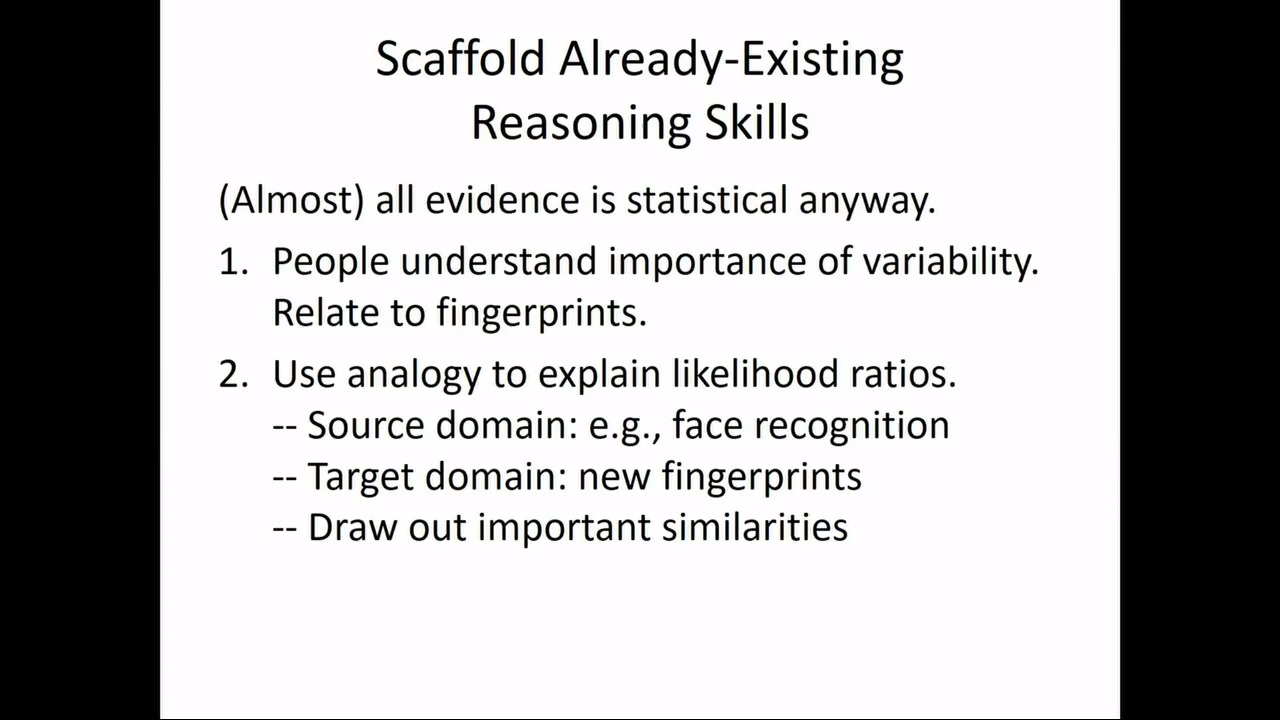 Scaffold Already-Existing
Reasoning Skills
(Almost) all evidence is statistical anyway.
1. People understand importance of variability.
Relate to fingerprints.
2. Use analogy to explain likelihood ratios.
-- Source domain: e.g., face recognition
-- Target domain: new fingerprints
-- Draw out important similarities